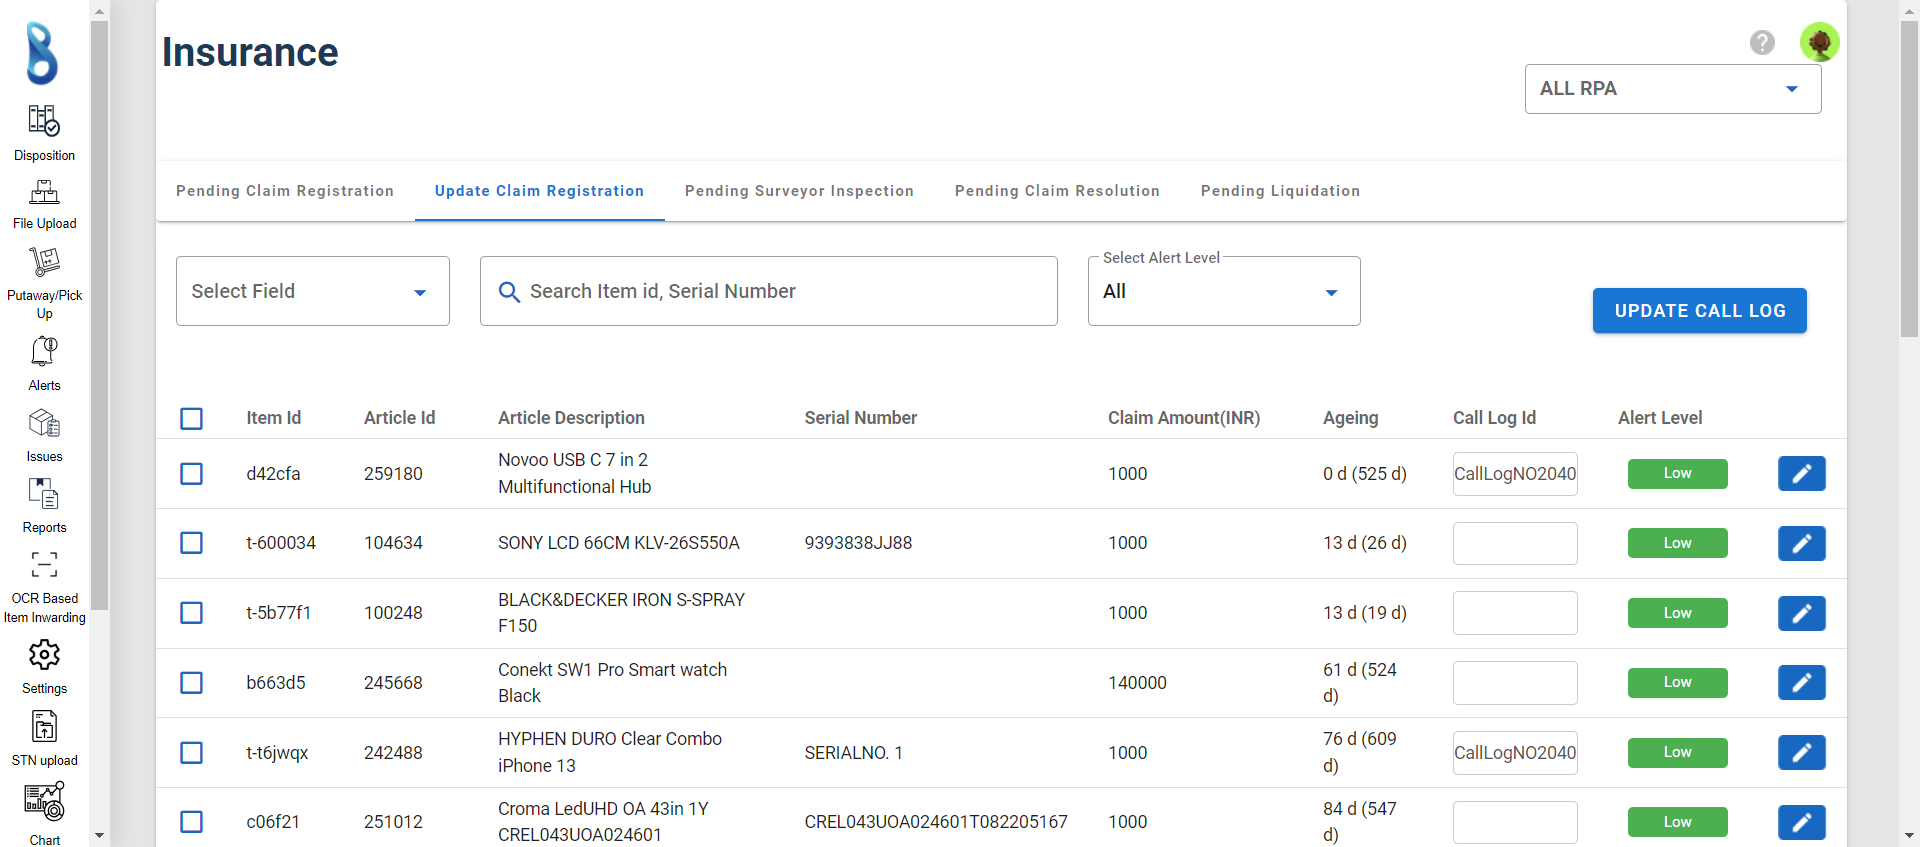 Insurance
ALL RPA
Disposition
File Upload
Putaway/Pick
Up
Alerts
Issues
Reports
OCR Based
Item Inwarding
Settings
STN upload
Chart
Pending Claim Registration
Update Claim Registration
Pending Surveyor Inspection
Pending Claim Resolution
Pending Liquidation
Select Field
Search Item id, Serial Number
Select Alert Level
All
UPDATE CALL LOG
Item Id Article Id Article Description Serial Number Claim Amount(INR) Ageing Call Log Id Alert Level
d42cfa 259180 Novoo USB C 7 in 2 1000 0 d (525 d) CallLogNO2040 Low
Multifunctional Hub
t-600034 104634 SONY LCD 66CM KLV-26S550A 9393838JJ88 1000 13 d (26 d) Low
t-5b77f1 100248 BLACK&DECKER IRON S-SPRAY 1000 13 d (19 d) Low
F150
b663d5 245668 Conekt SW1 Pro Smart watch 140000 61 d (524 Low
Black d)
t-t6jwqx 242488 HYPHEN DURO Clear Combo SERIALNO. 1 1000 76 d (609 CallLogNO2040 Low
iPhone 13 d)
c06f21 251012 Croma LedUHD OA 43in 1Y CREL043UOA024601T082205167 1000 84 d (547 Low
CREL043UOA024601 d)